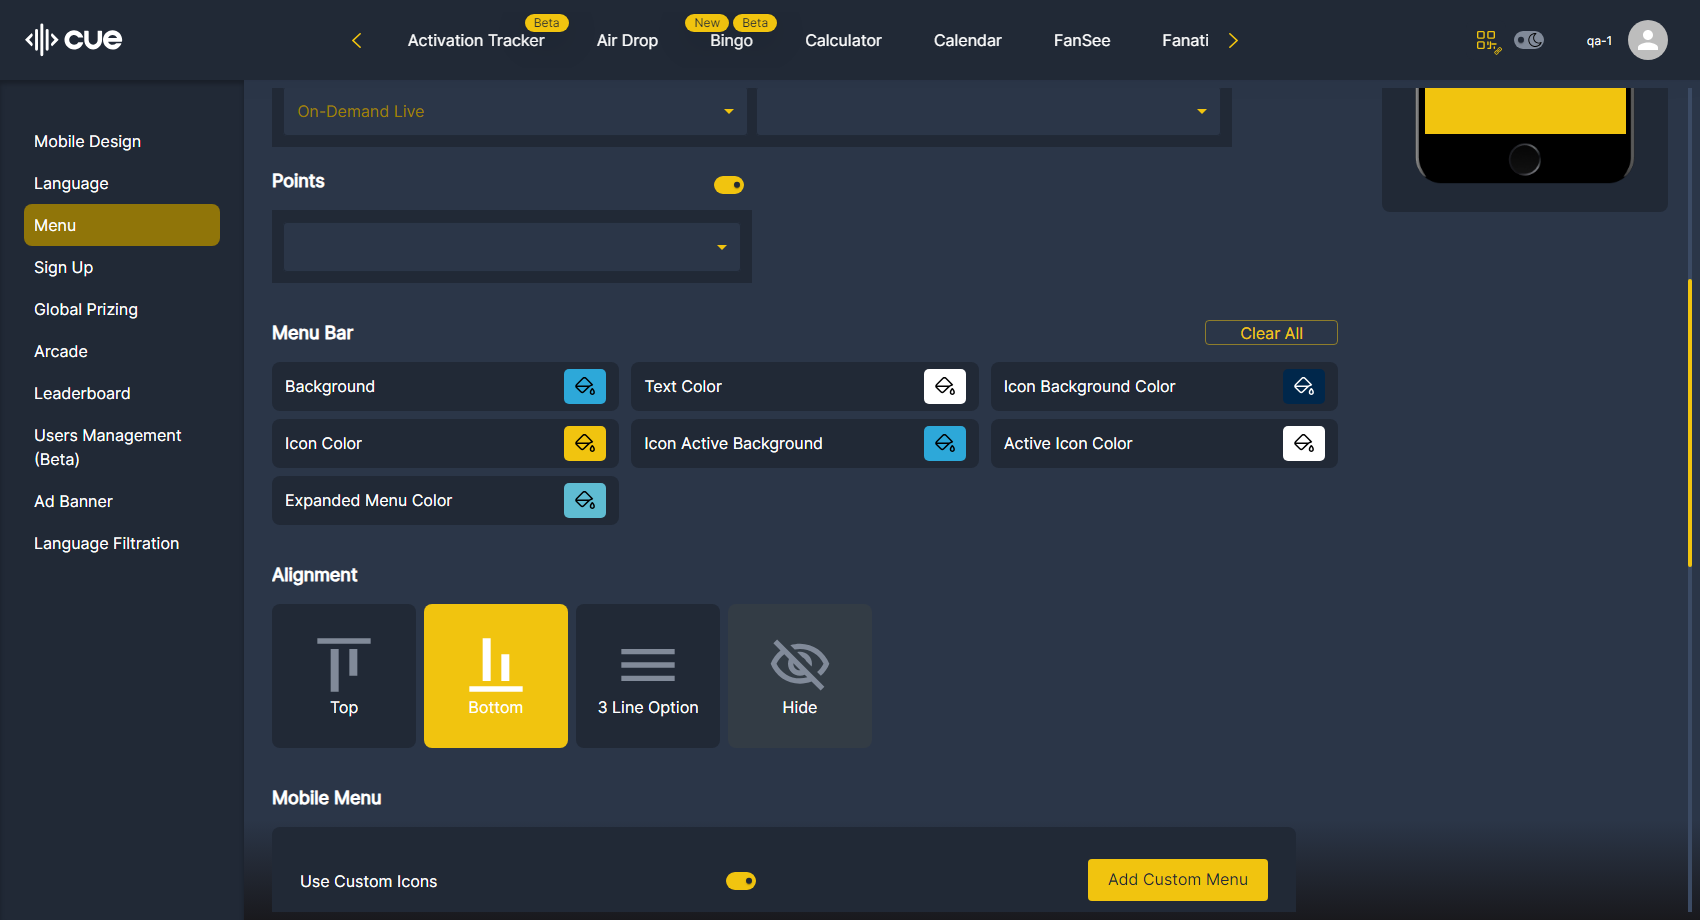 cue
Beta
New
Beta
Activation Tracker
Air Drop
Bingo
Calculator
Calendar
FanSee
Fanati
qa-1
Mobile Design
Language
Menu
Sign Up
Global Prizing
Arcade
Leaderboard
Users Management
(Beta)
Ad Banner
Language Filtration
On-Demand Live
Points
Menu Bar
Clear All
Background
Text Color
Icon Background Color
Icon Color
Icon Active Background
Active Icon Color
Expanded Menu Color
Alignment
Top
Bottom
3 Line Option
Hide
Mobile Menu
Use Custom Icons
Add Custom Menu